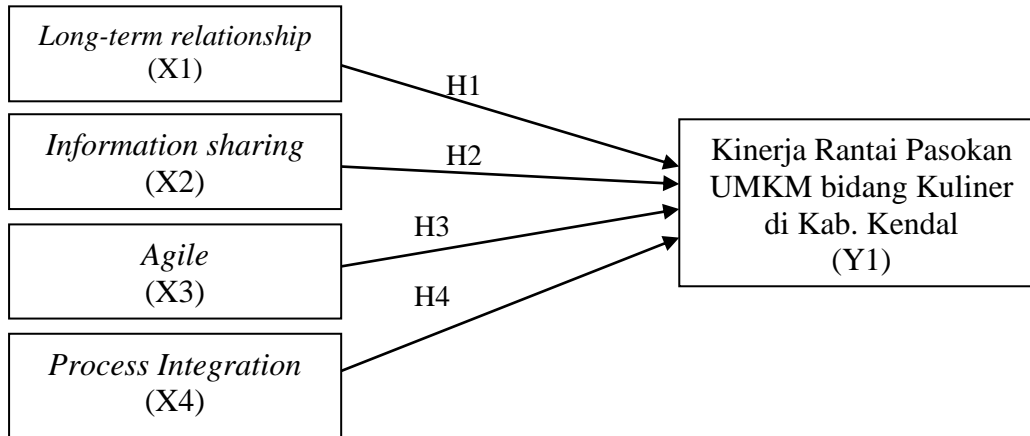 Long-term relationship
(X1)
H1
Information sharing
(X2)
H2
Agile
(X3)
H3
Process Integration
(X4)
H4
Kinerja Rantai Pasokan
UMKM bidang Kuliner
di Kab. Kendal
(Y1)